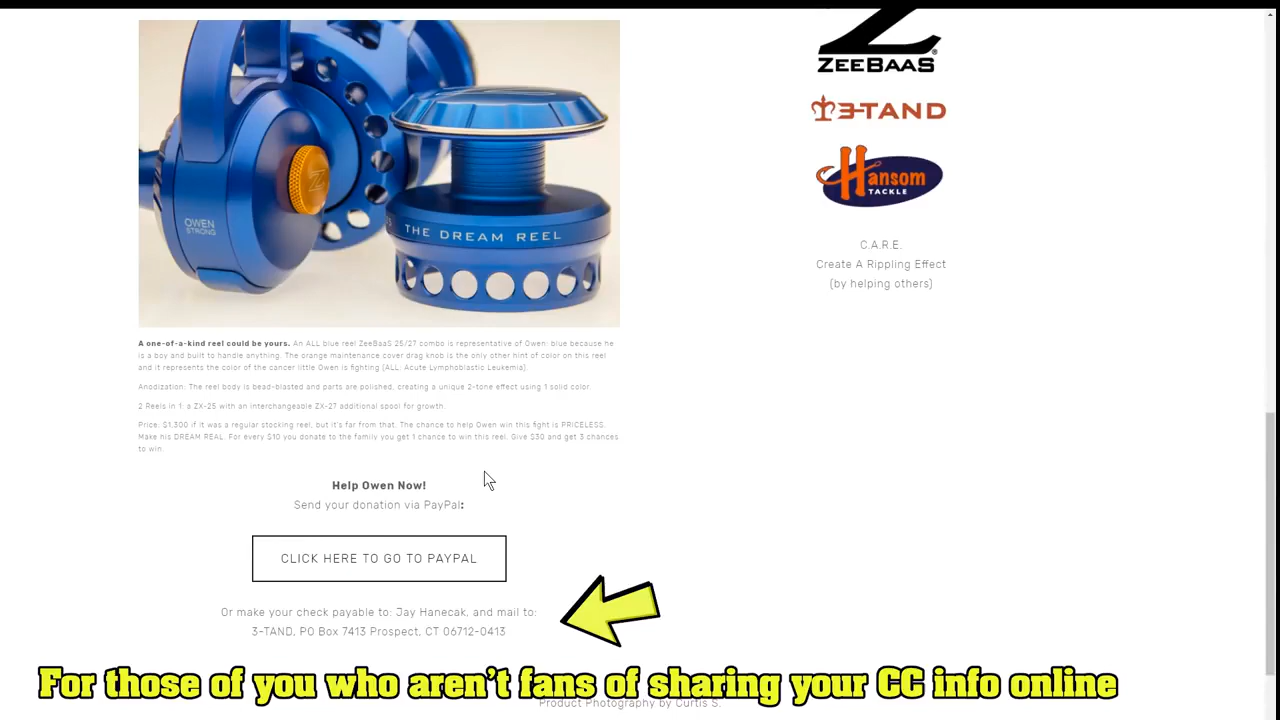 Z
OWEN
STRONG
THE DREAM REEL
ZEEBAAS®
3-TAND
Hansom
TACKLE
C.A.R.E.
Create A Rippling Effect
(by helping others)
A one-of-a-kind reel could be yours. An ALL blue reel ZeeBaaS 25/27 combo is representative of Owen: blue because he
is a boy and built to handle anything. The orange maintenance cover drag knob is the only other hint of color on this reel
and it represents the color of the cancer little Owen is fighting (ALL: Acute Lymphoblastic Leukemia).
Anodization: The reel body is bead-blasted and parts are polished, creating a unique 2-tone effect using 1 solid color
2 Reels in 1: a ZX-25 with an interchangeable ZX-27 additional spool for growth.
Price: $1,300 if it was a regular stocking reel, but it's far from that. The chance to help Owen win this fight is PRICELESS.
Make his DREAM REAL. For every $10 you donate to the family you get 1 chance to win this reel. Give $30 and get 3 chances
to win.
Help Owen Now!
Send your donation via PayPal:
CLICK HERE TO GO TO PAYPAL
Or make your check payable to: Jay Hanecak, and mail to:
3-TAND, PO Box 7413 Prospect, CT 06712-0413
For those of you who aren't fans of sharing your CC info online
Product Photography by Curtis S.